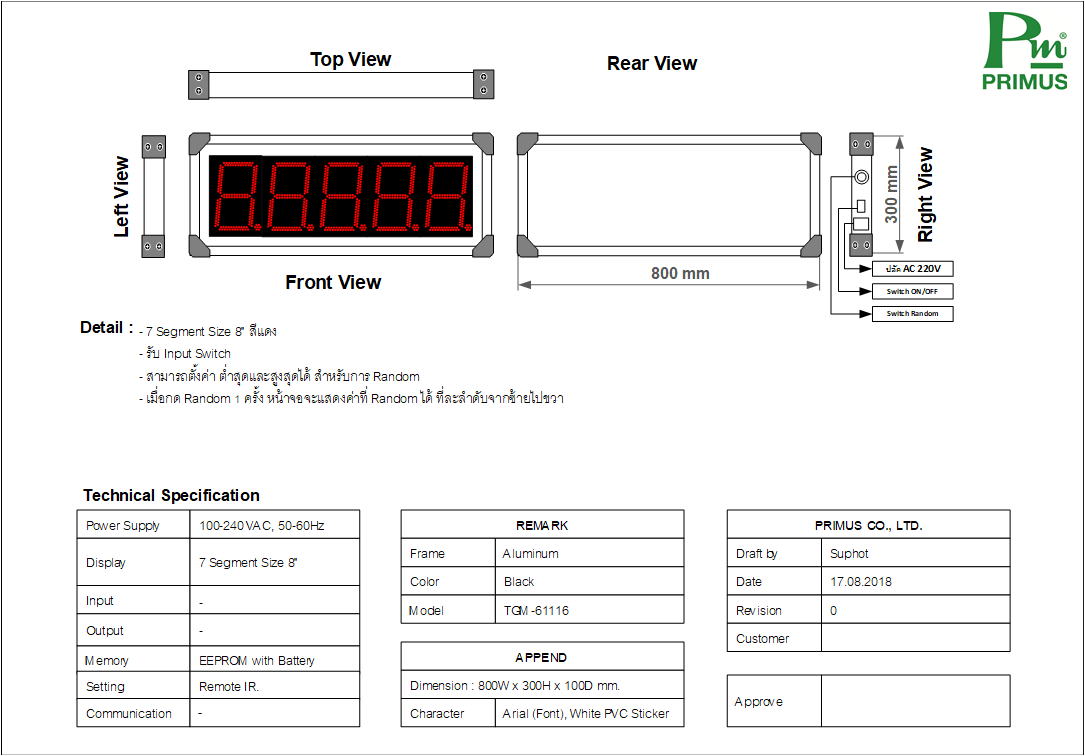 Pm®
PRIMUS
Top View
Rear View
Left View
88888
300 mm
Right View
Front View
800 mm
ปลั๊ก AC 220V
Switch ON/OFF
Switch Random
Detail :
- 7 Segment Size 8" สีแดง
- รับ Input Switch
- สามารถตั้งค่า ต่ำสุดและสูงสุดได้ สำหรับการ Random
- เมื่อกด Random 1 ครั้ง หน้าจอจะแสดงค่าที่ Random ได้ ทีละลำดับจากซ้ายไปขวา
Technical Specification
Power Supply 100-240VAC, 50-60Hz
Display 7 Segment Size 8"
Input -
Output -
Memory EEPROM with Battery
Setting Remote IR.
Communication -
REMARK
Frame Aluminum
Color Black
Model TGM-61116
APPEND
Dimension : 800W x 300H x 100D mm.
Character Arial (Font), White PVC Sticker
PRIMUS CO., LTD.
Draft by Suphot
Date 17.08.2018
Revision 0
Customer
Approve